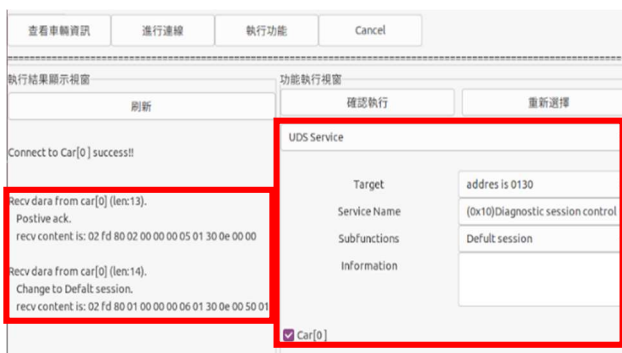 查看車輛資訊 進行連線 執行功能 Cancel
執行結果顯示視窗
刷新
Connect to Car[0] success!!
Recv dara from car[0] (len:13).
Postive ack.
recv content is: 02 fd 80 02 00 00 00 05 01 30 0e 00 00
Recv dara from car[0] (len:14).
Change to Defalt session.
recv content is: 02 fd 80 01 00 00 00 06 01 30 0e 00 50 01
功能執行視窗
確認執行 重新選擇
UDS Service
Target addres is 0130
Service Name (0x10)Diagnostic session control
Subfunctions Defult session
Information
Car[0]